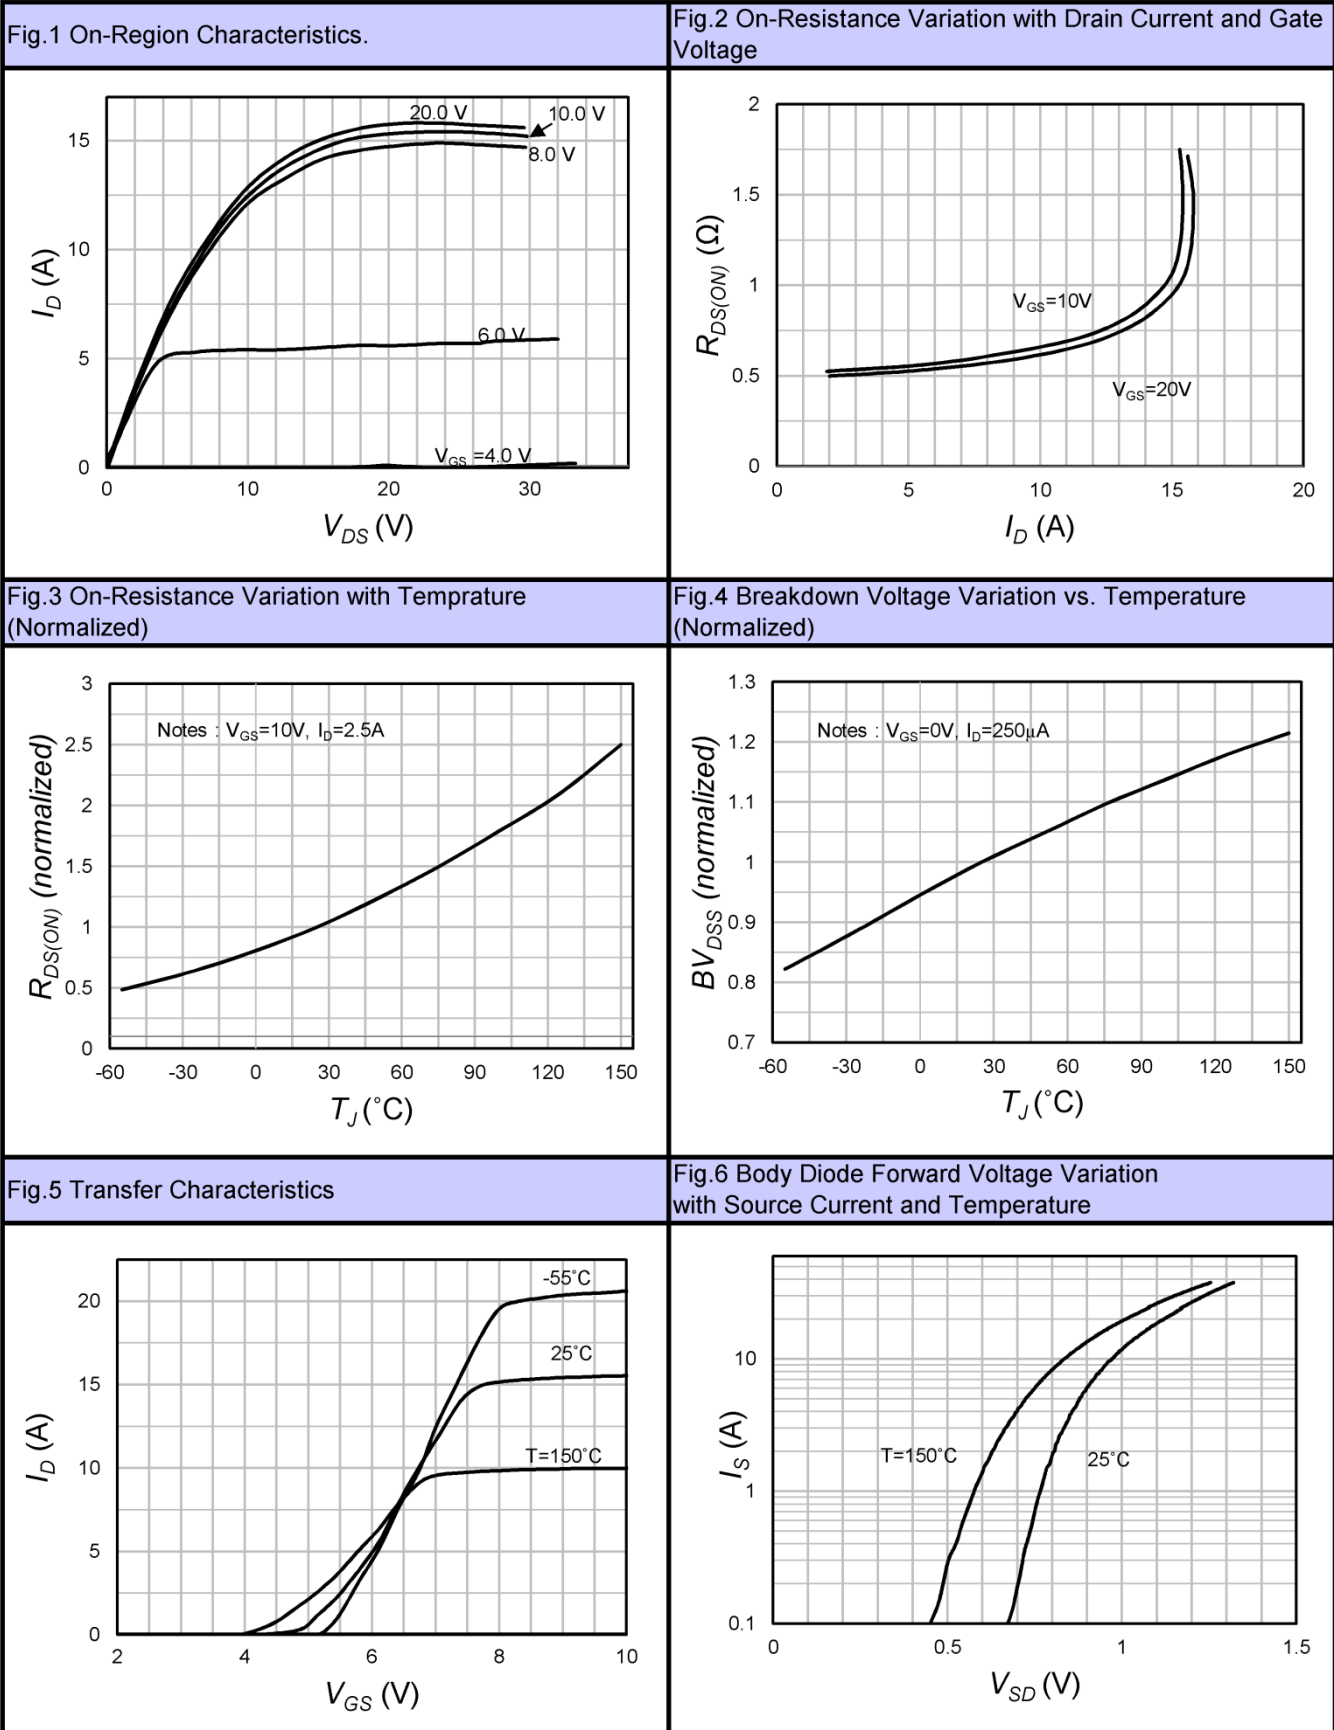 Fig.1 On-Region Characteristics.
Fig.2 On-Resistance Variation with Drain Current and Gate
Voltage
20.0 V
10.0 V
8.0 V
6.0 V
VGS =4.0 V
15
10
5
0
0 10 20 30
ID (A)
VDS (V)
2
1.5
1
0.5
0
VGS=10V
VGS=20V
0 5 10 15 20
RDS(ON) (Ω)
ID (A)
Fig.3 On-Resistance Variation with Temprature
(Normalized)
Fig.4 Breakdown Voltage Variation vs. Temperature
(Normalized)
3
2.5
2
1.5
1
0.5
0
Notes : VGS=10V, ID=2.5A
-60 -30 0 30 60 90 120 150
RDS(ON) (normalized)
TJ (˚C)
1.3
1.2
1.1
1
0.9
0.8
0.7
Notes : VGS=0V, ID=250μA
-60 -30 0 30 60 90 120 150
BVDSS (normalized)
TJ (˚C)
Fig.5 Transfer Characteristics
Fig.6 Body Diode Forward Voltage Variation
with Source Current and Temperature
20
15
10
5
0
-55˚C
25˚C
T=150˚C
2 4 6 8 10
ID (A)
VGS (V)
10
1
0.1
T=150˚C
25˚C
0 0.5 1 1.5
IS (A)
VSD (V)